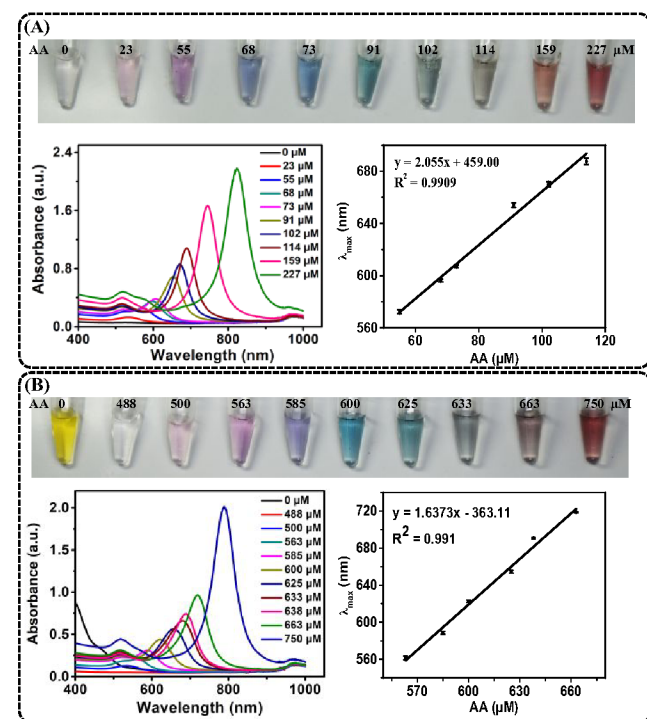 (A)
AA 0 23 55 68 73 91 102 114 159 227 μM
2.4
1.6
0.8
0.0
400 600 800 1000
Absorbance (a.u.)
Wavelength (nm)
0 μM
23 μM
55 μM
68 μM
73 μM
91 μM
102 μM
114 μM
159 μM
227 μM
y = 2.055x + 459.00
R² = 0.9909
680
640
600
560
60 80 100 120
λmax (nm)
AA (μM)
(B)
AA 0 488 500 563 585 600 625 633 663 750 μM
2.0
1.5
1.0
0.5
0.0
400 600 800 1000
Absorbance (a.u.)
Wavelength (nm)
0 μM
488 μM
500 μM
563 μM
585 μM
600 μM
625 μM
633 μM
638 μM
663 μM
750 μM
y = 1.6373x - 363.11
R² = 0.991
720
680
640
600
560
570 600 630 660
λmax (nm)
AA (μM)